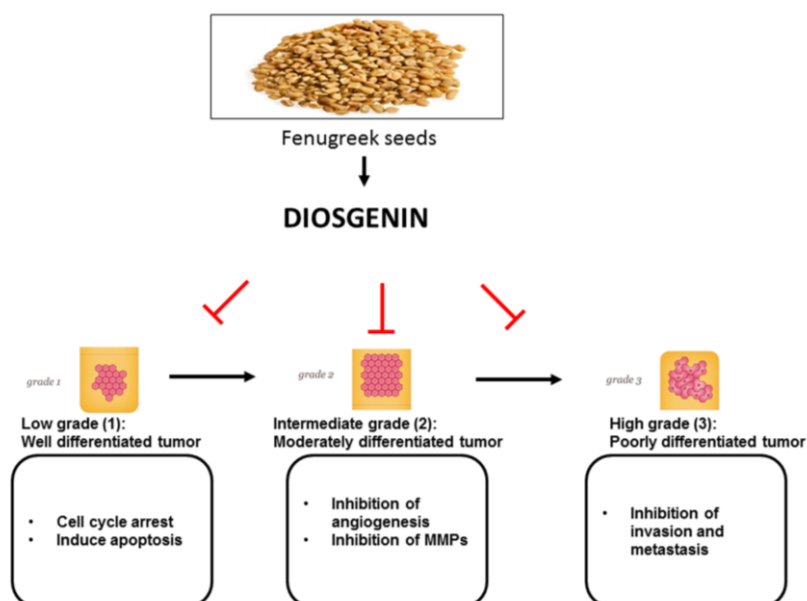 Fenugreek seeds
DIOSGENIN
grade 1
grade 2
grade 3
Low grade (1):
Well differentiated tumor
Intermediate grade (2):
Moderately differentiated tumor
High grade (3):
Poorly differentiated tumor
• Cell cycle arrest
• Induce apoptosis
• Inhibition of
angiogenesis
• Inhibition of MMPs
• Inhibition of
invasion and
metastasis